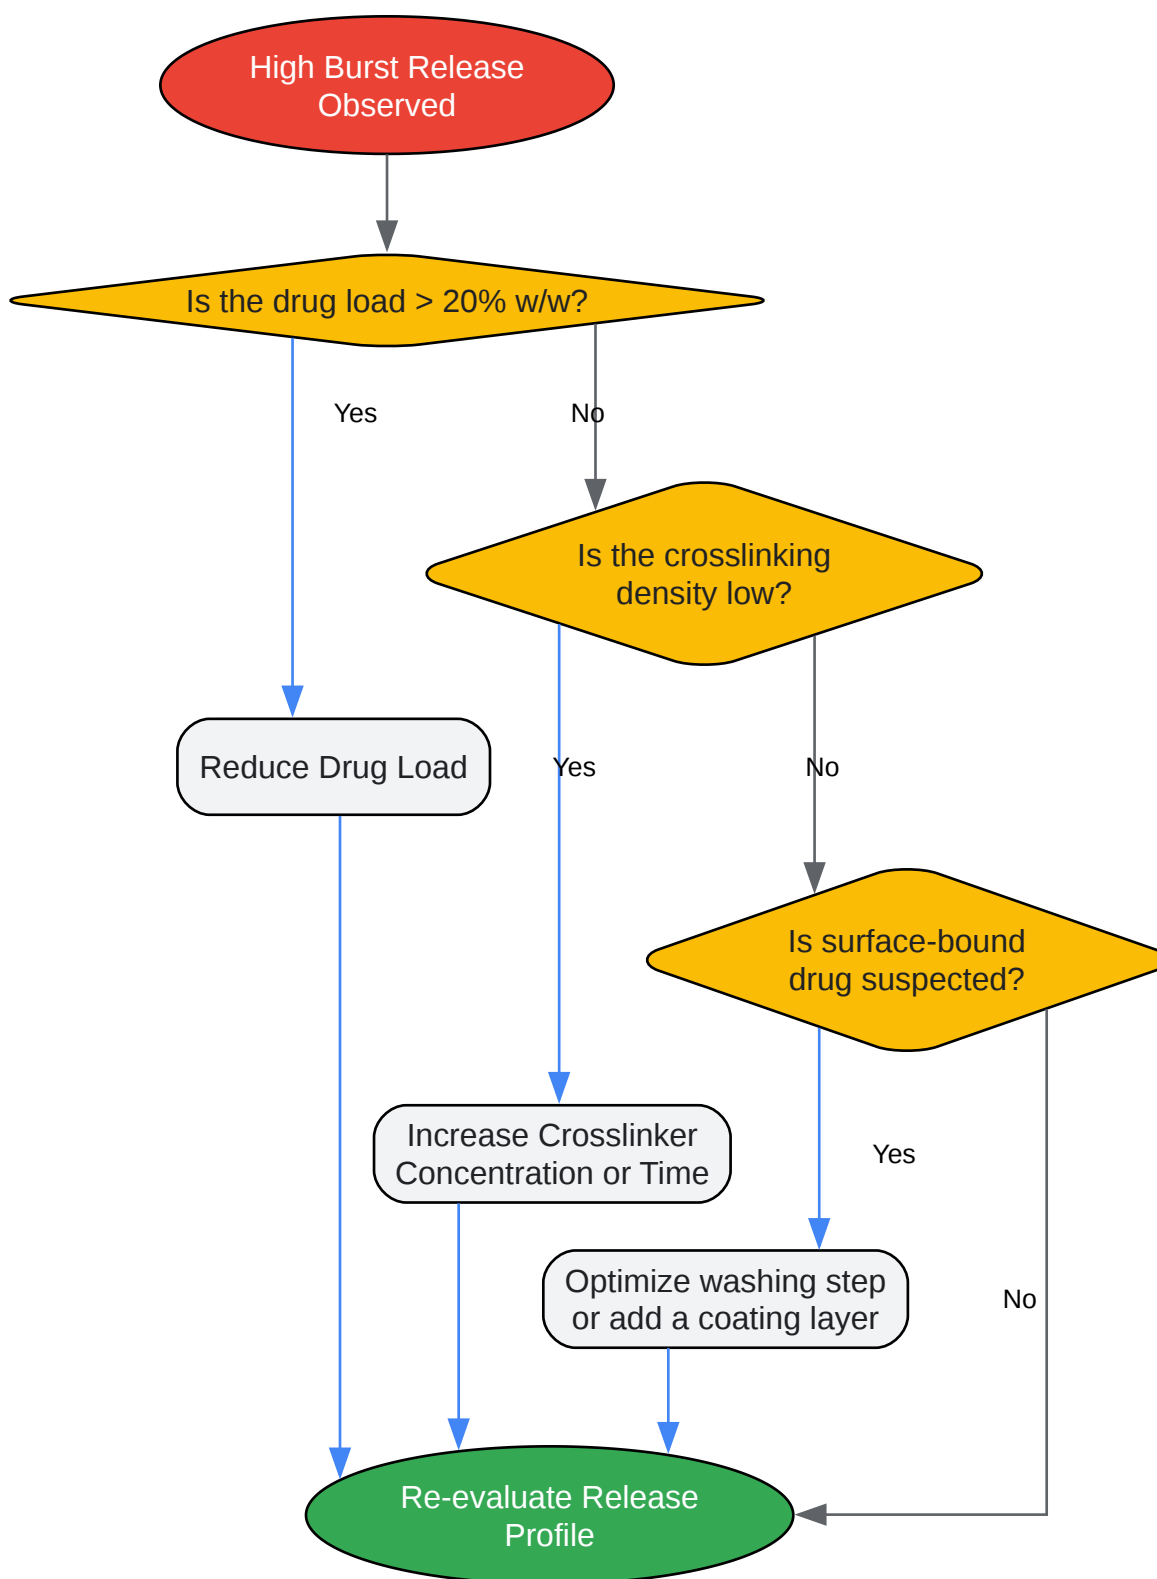 High Burst Release
Observed
Is the drug load > 20% w/w?
Yes
No
Is the crosslinking
density low?
Reduce Drug Load
Yes
No
Is surface-bound
drug suspected?
Increase Crosslinker
Concentration or Time
Yes
Optimize washing step
or add a coating layer
No
Re-evaluate Release
Profile